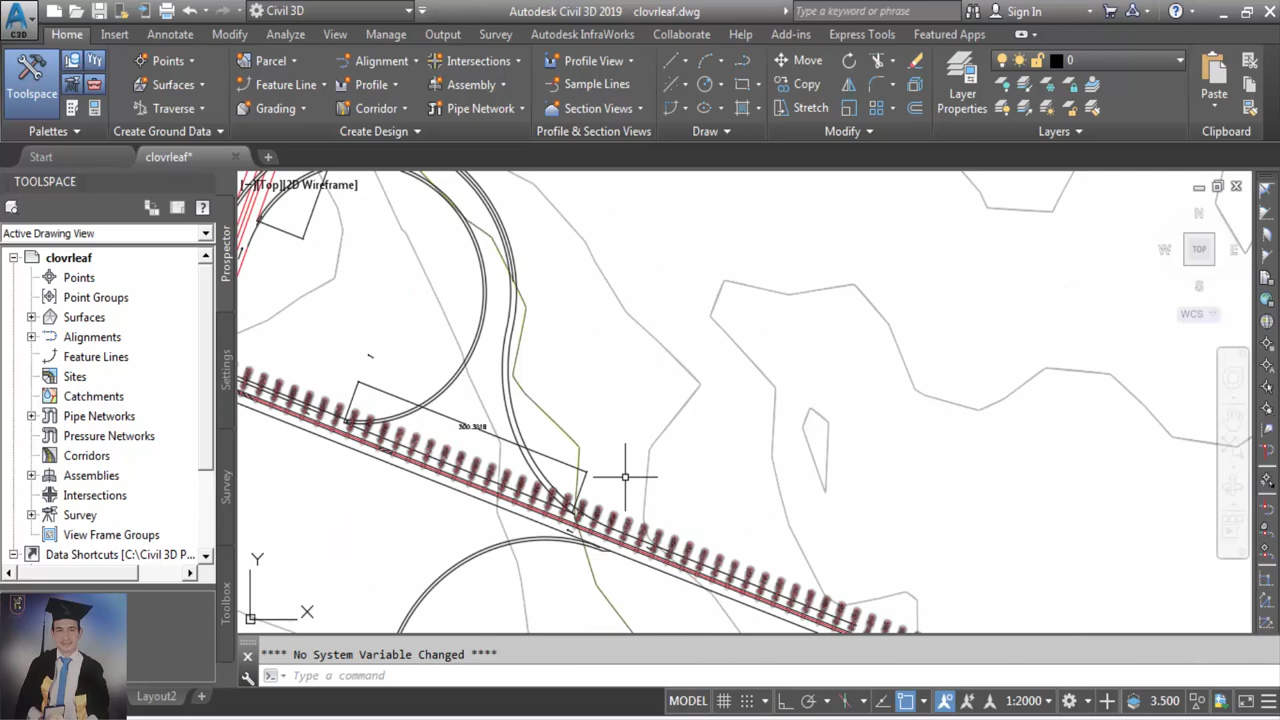 C3D
Civil 3D
Autodesk Civil 3D 2019 clovrleaf.dwg
Type a keyword or phrase
Sign In
Home Insert Annotate Modify Analyze View Manage Output Survey Autodesk InfraWorks Collaborate Help Add-ins Express Tools Featured Apps
Toolspace
Points
Surfaces
Traverse
Parcel
Feature Line
Grading
Alignment
Profile
Corridor
Intersections
Assembly
Pipe Network
Profile View
Sample Lines
Section Views
Move
Copy
Stretch
Layer
Properties
0
Paste
Palettes
Create Ground Data
Create Design
Profile & Section Views
Draw
Modify
Layers
Clipboard
Start
clovrleaf*
TOOLSPACE
Active Drawing View
clovrleaf
Points
Point Groups
Surfaces
Alignments
Feature Lines
Sites
Catchments
Pipe Networks
Pressure Networks
Corridors
Assemblies
Intersections
Survey
View Frame Groups
Data Shortcuts [C:\Civil 3D P...
Prospector
Settings
Survey
Toolbox
[−][Top][2D Wireframe]
N
W TOP E
S
WCS
Y
X
**** No System Variable Changed ****
Type a command
Layout2
MODEL
1:2000
3.500